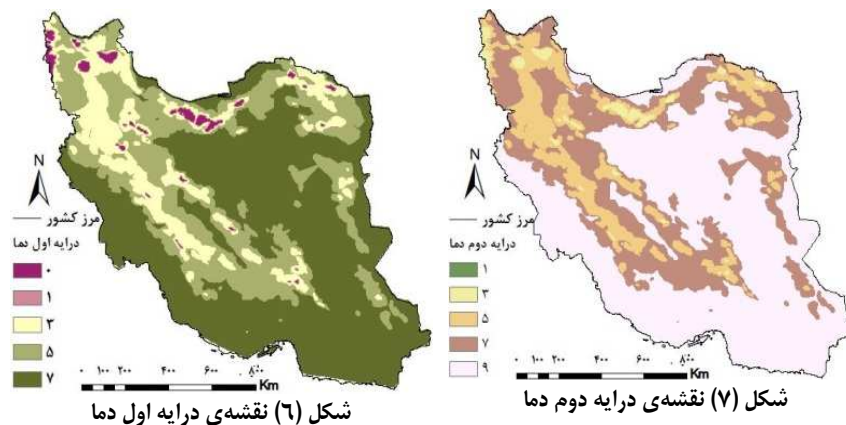 N
مرز کشور
درایه اول دما
۰
۱
۳
۵
۷
۰ ۱۰۰ ۲۰۰ ۴۰۰ ۶۰۰ ۸۰۰
Km
شکل (٦) نقشه‌ی درایه اول دما
N
مرز کشور
درایه دوم دما
۱
۳
۵
۷
۹
۰ ۱۰۰ ۲۰۰ ۴۰۰ ۶۰۰ ۸۰۰
Km
شکل (۷) نقشه‌ی درایه دوم دما